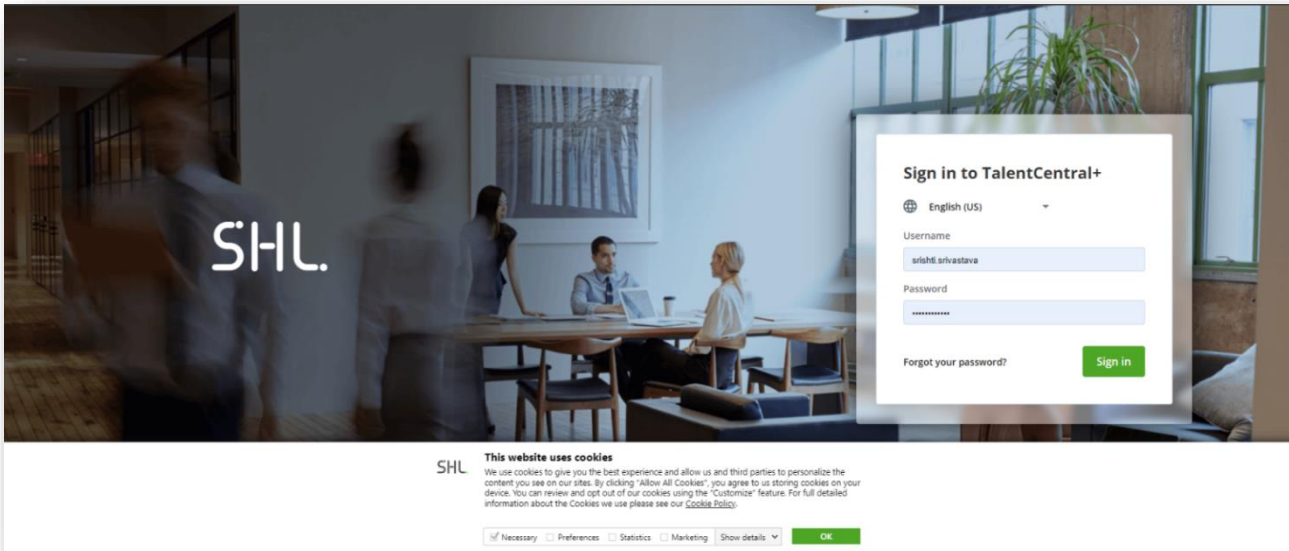 SHL.
Sign in to TalentCentral+
English (US)
Username
srishti.srivastava
Password
••••••••••••
Forgot your password?
Sign in
SHL.
This website uses cookies
We use cookies to give you the best experience and allow us and third parties to personalize the
content you see on our sites. By clicking "Allow All Cookies", you agree to us storing cookies on your
device. You can review and opt out of our cookies using the "Customize" feature. For full detailed
information about the Cookies we use please see our Cookie Policy.
Necessary Preferences Statistics Marketing Show details OK